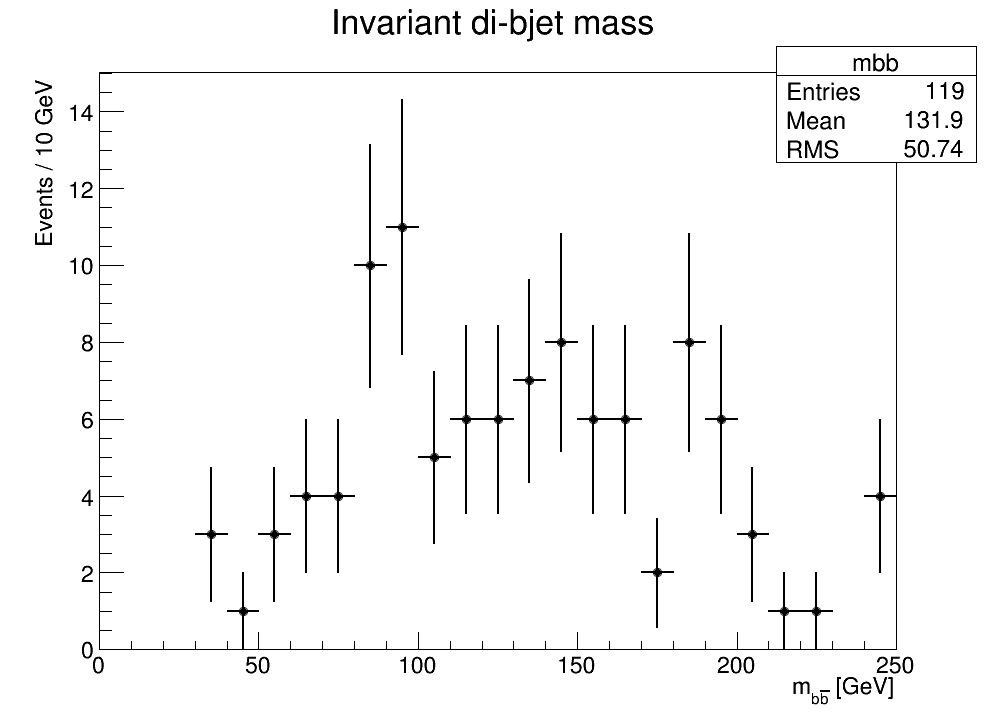 Invariant di-bjet mass
mbb
Entries 119
Mean 131.9
RMS 50.74
Events / 10 GeV
14
12
10
8
6
4
2
0
0 50 100 150 200 250
m_{bb̅} [GeV]